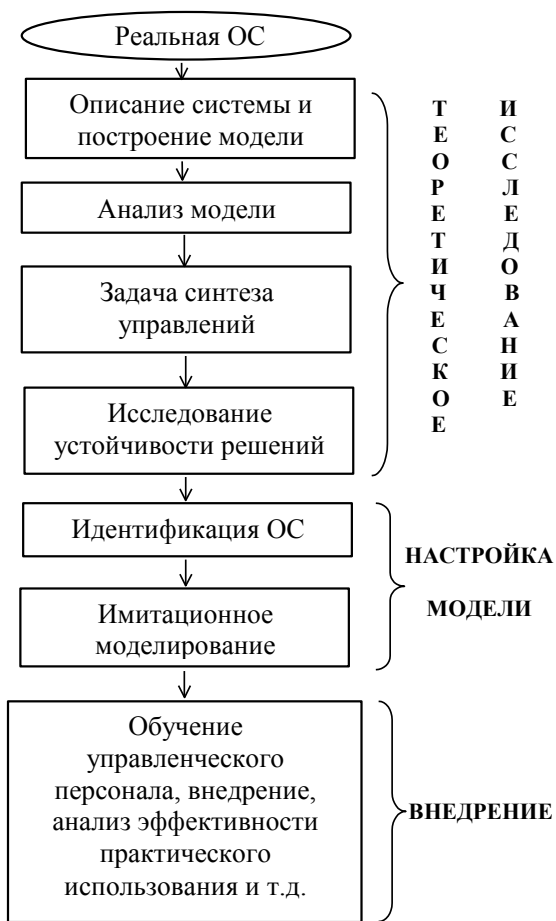 Реальная ОС
Описание системы и
построение модели
Анализ модели
Задача синтеза
управлений
Исследование
устойчивости решений
ТЕОРЕТИЧЕСКОЕ
ИССЛЕДОВАНИЕ
Идентификация ОС
Имитационное
моделирование
НАСТРОЙКА
МОДЕЛИ
Обучение
управленческого
персонала, внедрение,
анализ эффективности
практического
использования и т.д.
ВНЕДРЕНИЕ